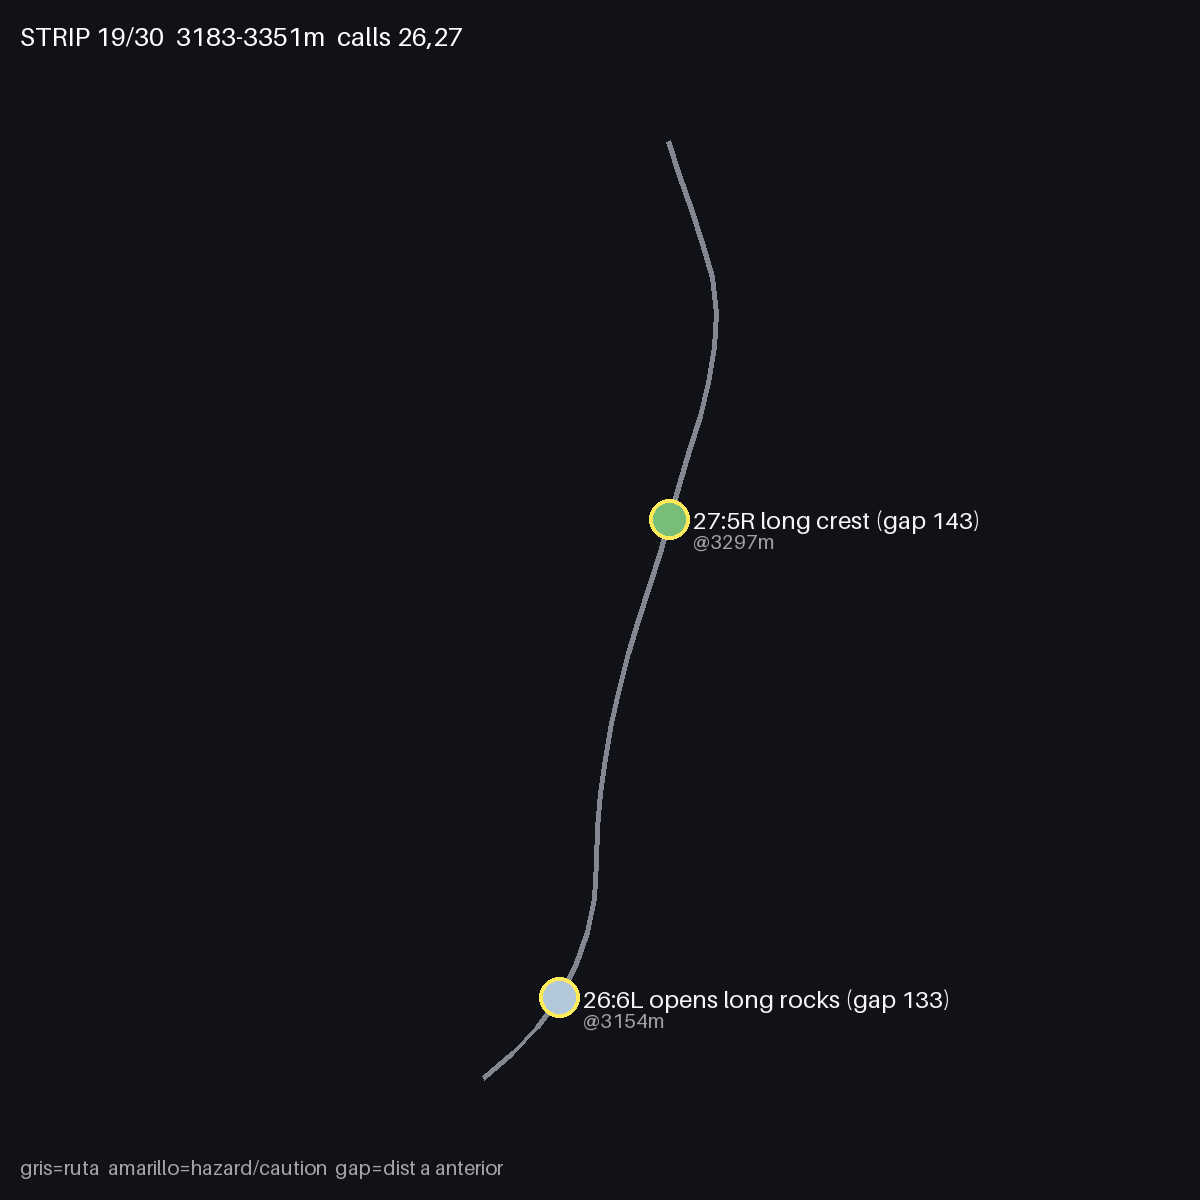 STRIP 19/30  3183-3351m  calls 26,27
27:5R long crest (gap 143)
@3297m
26:6L opens long rocks (gap 133)
@3154m
gris=ruta  amarillo=hazard/caution  gap=dist a anterior